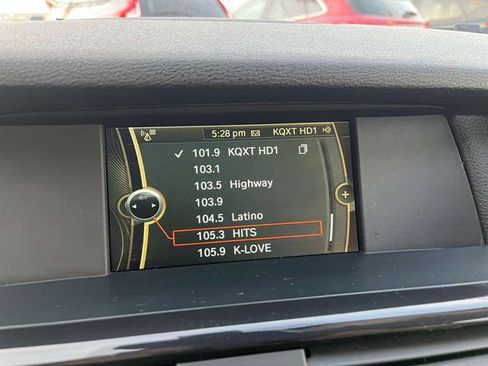 5:28 pm KQXT HD1
101.9 KQXT HD1
103.1
103.5 Highway
103.9
104.5 Latino
105.3 HITS
105.9 K-LOVE